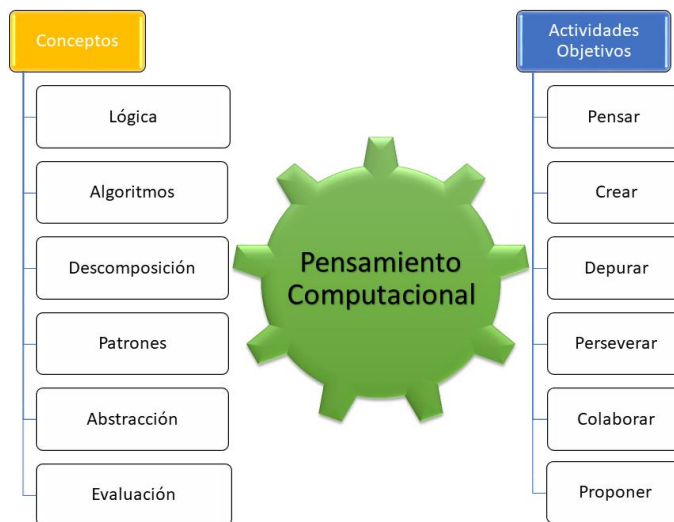 Conceptos
Lógica
Algoritmos
Descomposición
Patrones
Abstracción
Evaluación
Pensamiento
Computacional
Actividades
Objetivos
Pensar
Crear
Depurar
Perseverar
Colaborar
Proponer